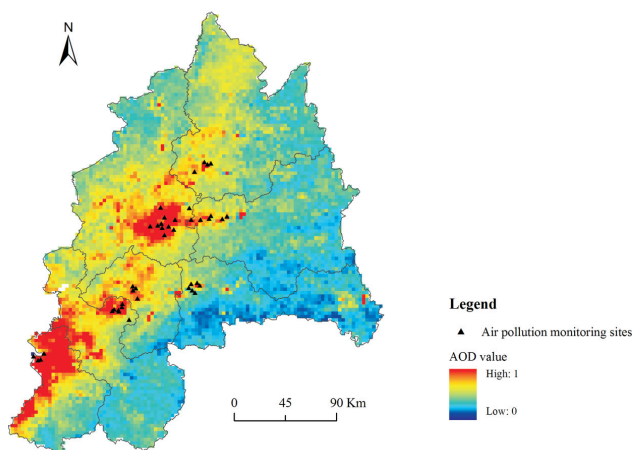 N
Legend
Air pollution monitoring sites
AOD value
High: 1
Low: 0
0 45 90 Km